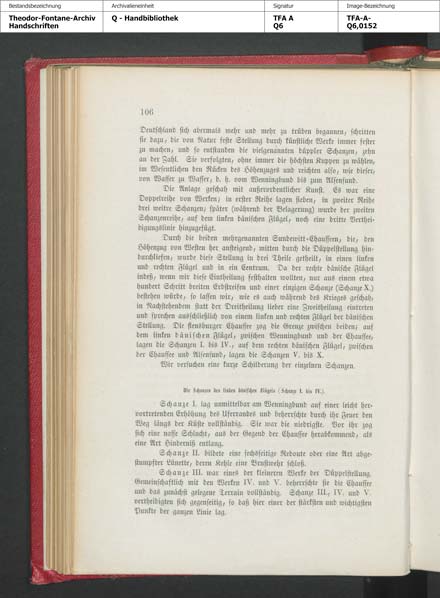 Bestandsbezeichnung
Archivalieneinheit
Signatur
Image-Bezeichnung
Theodor-Fontane-Archiv
Handschriften
Q - Handbibliothek
TFA A
Q6
TFA-A-
Q6,0152
106
Deutschland sich abermals mehr und mehr zu trüben begannen, schritten
sie dazu, die von Natur feste Stellung durch künstliche Werke immer fester
zu machen, und so entstanden die vielgenannten düppler Schanzen, zehn
an der Zahl. Sie verfolgten, ohne immer die höchsten Kuppen zu wählen,
im Wesentlichen den Rücken des Höhenzuges und reichten also, wie dieser,
von Wasser zu Wasser, d. h. vom Wenningbund bis zum Alsensund.
Die Anlage geschah mit außerordentlicher Kunst. Es war eine
Doppelreihe von Werken; in erster Reihe lagen sieben, in zweiter Reihe
drei weitre Schanzen; später (während der Belagerung) wurde der zweiten
Schanzenreihe, auf dem linken dänischen Flügel, noch eine dritte Verthei-
digungslinie hinzugefügt.
Durch die beiden mehrgenannten Sundewitt-Chausseen, die, den
Höhenzug von Westen her ansteigend, mitten durch die Düppelstellung hin-
durchliefen, wurde diese Stellung in drei Theile getheilt, in einen linken
und rechten Flügel und in ein Centrum. Da der rechte dänische Flügel
indeß, wenn wir diese Eintheilung festhalten wollten, nur aus einem etwa
hundert Schritt breiten Erdstreifen und einer einzigen Schanze (Schanze X.)
bestehen würde, so lassen wir, wie es auch während des Krieges geschah,
in Nachstehendem statt der Dreitheilung lieber eine Zweitheilung eintreten
und sprechen ausschließlich von einem linken und rechten Flügel der dänischen
Stellung. Die flensburger Chaussee zog die Grenze zwischen beiden; auf
dem linken dänischen Flügel, zwischen Wenningbund und der Chaussee,
lagen die Schanzen I. bis IV., auf dem rechten dänischen Flügel, zwischen
der Chaussee und Alsensund, lagen die Schanzen V. bis X.
Wir versuchen eine kurze Schilderung der einzelnen Schanzen.
Die Schanzen des linken dänischen Flügels (Schanze I. bis IV.).
Schanze I. lag unmittelbar am Wenningbund auf einer leicht her-
vortretenden Erhöhung des Uferrandes und beherrschte durch ihr Feuer den
Weg längs der Küste vollständig. Sie war die niedrigste. Vor ihr zog
sich eine nasse Schlucht, aus der Gegend der Chaussee herabkommend, als
eine Art Hinderniß entlang.
Schanze II. bildete eine sechsseitige Redoute oder eine Art abge-
stumpfter Lünette, deren Kehle eine Brustwehr schloß.
Schanze III. war eines der kleineren Werke der Düppelstellung.
Gemeinschaftlich mit den Werken IV. und V. beherrschte sie die Chaussee
und das zunächst gelegene Terrain vollständig. Schanze III., IV. und V.
vertheidigten sich gegenseitig, so daß hier einer der stärksten und wichtigsten
Punkte der ganzen Linie lag.